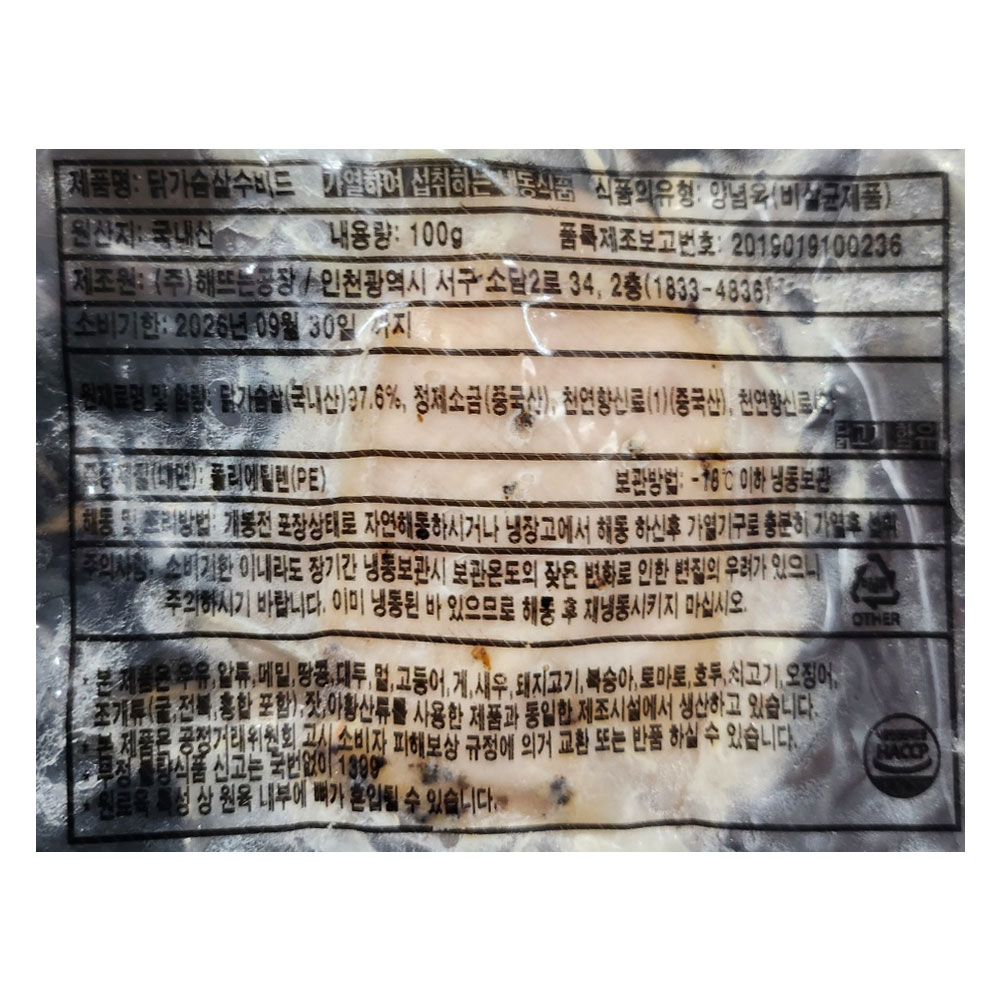 제품명: 닭가슴살수비드 가열하여 섭취하는 냉동식품 식품의유형: 양념육(비살균제품)
원산지: 국내산 내용량: 100g 품목제조보고번호: 2019019100236
제조원: (주)해뜨는공장 / 인천광역시 서구 소담2로 34, 2층(1833-4836)
소비기한: 2026년 09월 30일 까지
원재료명 및 함량: 닭가슴살(국내산)97.6%, 정제소금(중국산), 천연향신료(1)(중국산), 천연향신료
닭고기 함유
포장재질(내면): 폴리에틸렌(PE) 보관방법: -18℃ 이하 냉동보관
해동 및 조리방법: 개봉전 포장상태로 자연해동하시거나 냉장고에서 해동 하신후 가열기구로 충분히 가열후 섭취
주의사항: 소비기한 이내라도 장기간 냉동보관시 보관온도의 잦은 변화로 인한 변질의 우려가 있으니
주의하시기 바랍니다. 이미 냉동된 바 있으므로 해동 후 재냉동시키지 마십시오.
OTHER
· 본 제품은 우유,알류,메밀,땅콩,대두,밀,고등어,게,새우,돼지고기,복숭아,토마토,호두,쇠고기,오징어,
조개류(굴,전복,홍합 포함),잣,아황산류를 사용한 제품과 동일한 제조시설에서 생산하고 있습니다.
· 본 제품은 공정거래위원회 고시 소비자 피해보상 규정에 의거 교환 또는 반품 하실 수 있습니다.
· 부정 불량식품 신고는 국번없이 1399
· 원료육 특성 상 원육 내부에 뼈가 혼입될 수 있습니다.
HACCP